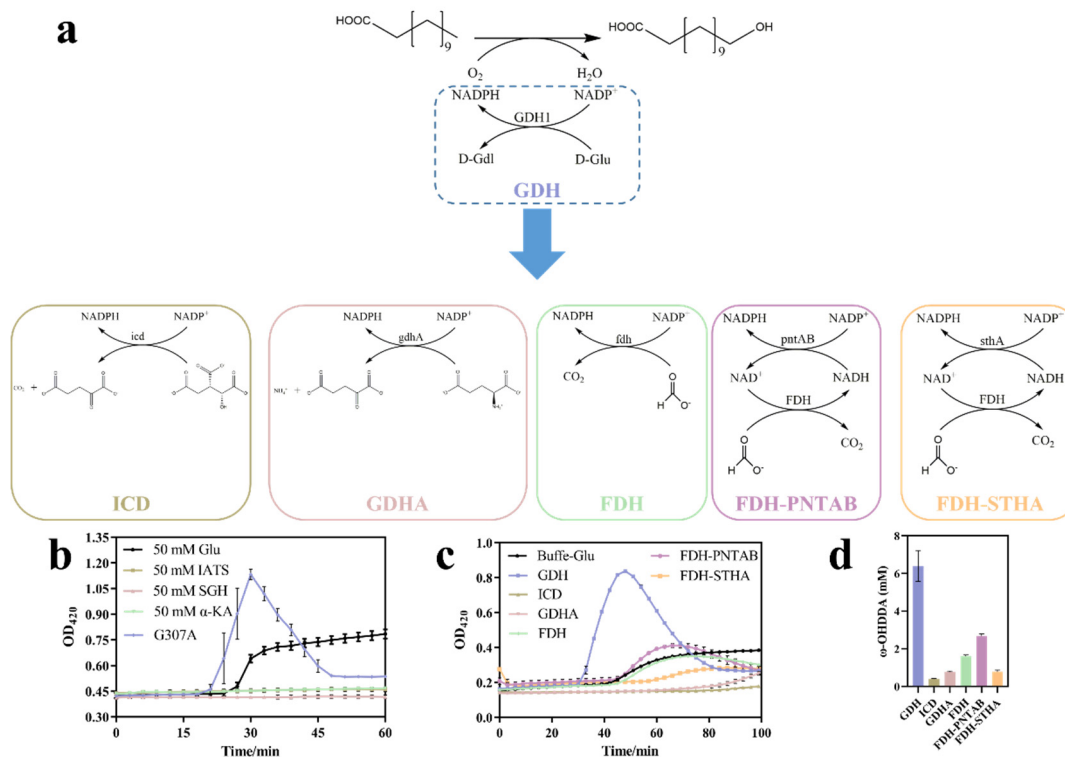 a
HOOC
9
HOOC
OH
9
O2
H2O
NADPH
NADP+
GDH1
D-Gdl
D-Glu
GDH
NADPH
NADP+
icd
CO2 +
ICD
NADPH
NADP+
gdhA
NH4+ +
GDHA
NADPH
NADP−
fdh
CO2
O
H
O-
FDH
NADPH
NADP+
pntAB
NAD+
NADH
FDH
CO2
O
H
O-
FDH-PNTAB
NADPH
NADP−
sthA
NAD+
NADH
FDH
CO2
O
H
O-
FDH-STHA
b
OD420
1.35
1.20
1.05
0.90
0.75
0.60
0.45
0.30
0
15
30
45
60
Time/min
50 mM Glu
50 mM IATS
50 mM SGH
50 mM α-KA
G307A
c
OD420
1.0
0.8
0.6
0.4
0.2
0.0
0
20
40
60
80
100
Time/min
Buffe-Glu
GDH
ICD
GDHA
FDH
FDH-PNTAB
FDH-STHA
d
ω-OHDDA (mM)
8
6
4
2
0
GDH
ICD
GDHA
FDH
FDH-PNTAB
FDH-STHA